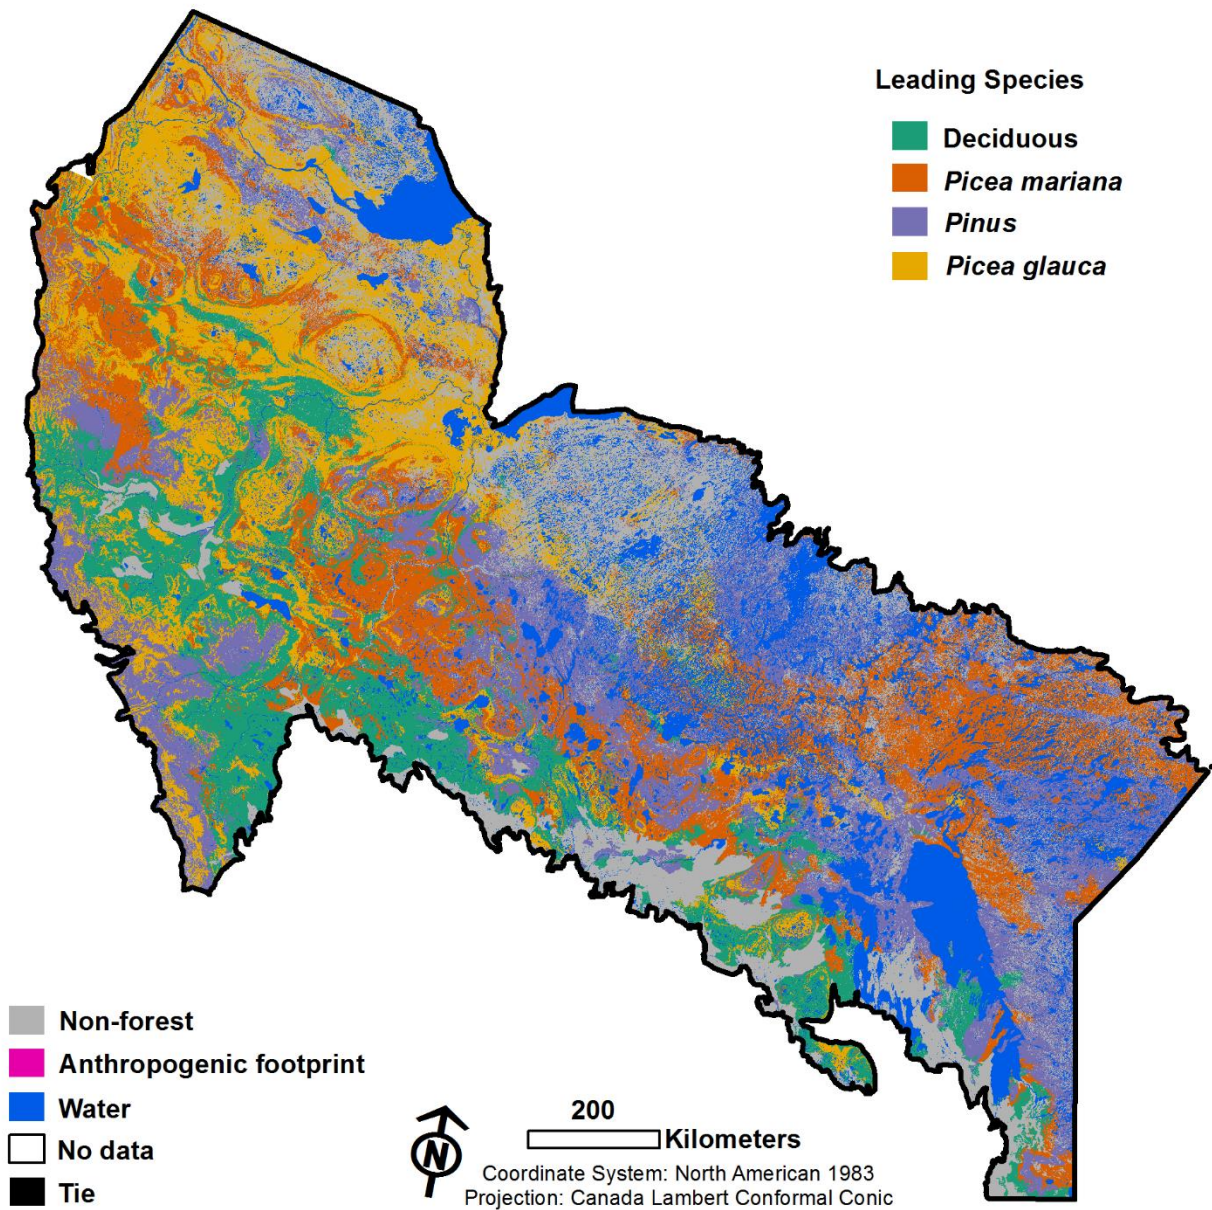 Leading Species
Deciduous
Picea mariana
Pinus
Picea glauca
Non-forest
Anthropogenic footprint
Water
No data
Tie
N
200
Kilometers
Coordinate System: North American 1983
Projection: Canada Lambert Conformal Conic